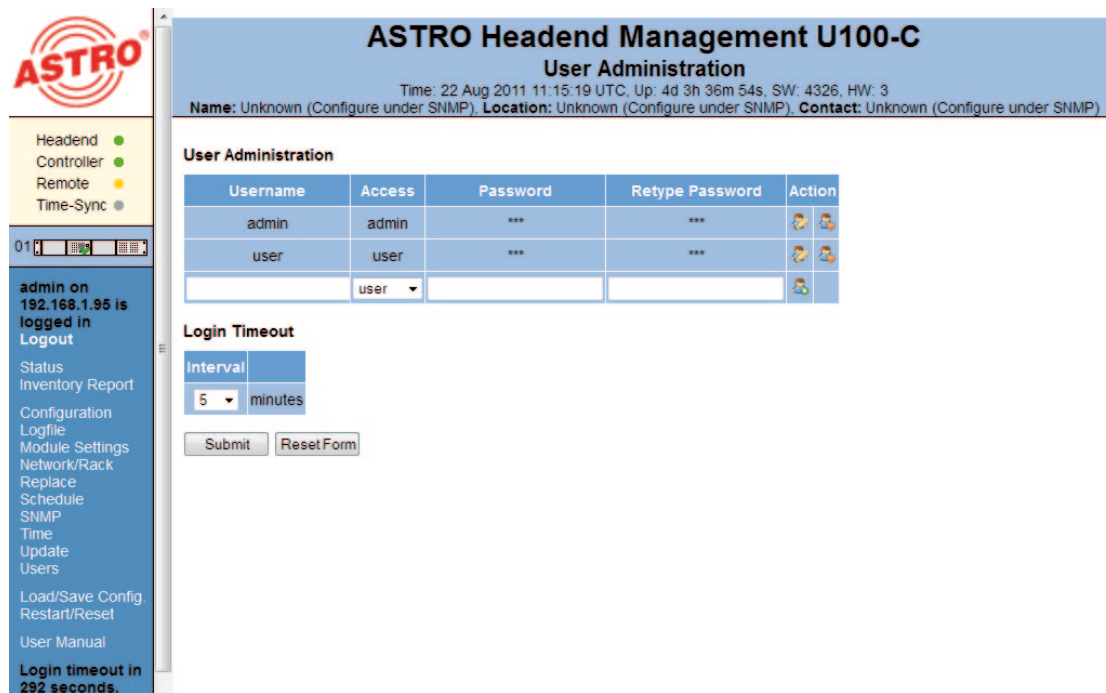 ASTRO®
ASTRO Headend Management U100-C
User Administration
Time: 22 Aug 2011 11:15:19 UTC, Up: 4d 3h 36m 54s, SW: 4326, HW: 3
Name: Unknown (Configure under SNMP), Location: Unknown (Configure under SNMP), Contact: Unknown (Configure under SNMP)
Headend
Controller
Remote
Time-Sync
01
admin on
192.168.1.95 is
logged in
Logout
Status
Inventory Report
Configuration
Logfile
Module Settings
Network/Rack
Replace
Schedule
SNMP
Time
Update
Users
Load/Save Config.
Restart/Reset
User Manual
Login timeout in
292 seconds.
User Administration
Username Access Password Retype Password Action
admin admin *** ***
user user *** ***
user
Login Timeout
Interval
5 minutes
Submit Reset Form